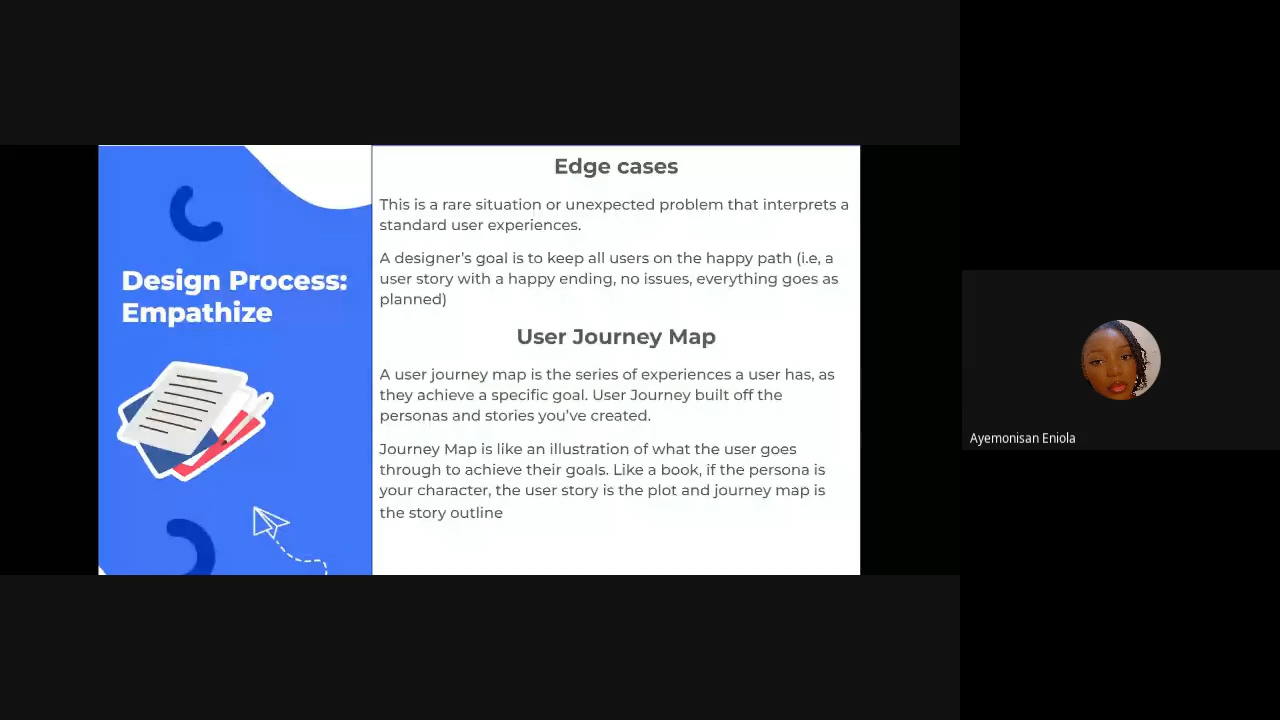 Design Process:
Empathize
Edge cases
This is a rare situation or unexpected problem that interprets a
standard user experiences.
A designer's goal is to keep all users on the happy path (i.e, a
user story with a happy ending, no issues, everything goes as
planned)
User Journey Map
A user journey map is the series of experiences a user has, as
they achieve a specific goal. User Journey built off the
personas and stories you've created.
Journey Map is like an illustration of what the user goes
through to achieve their goals. Like a book, if the persona is
your character, the user story is the plot and journey map is
the story outline
Ayemonisan Eniola